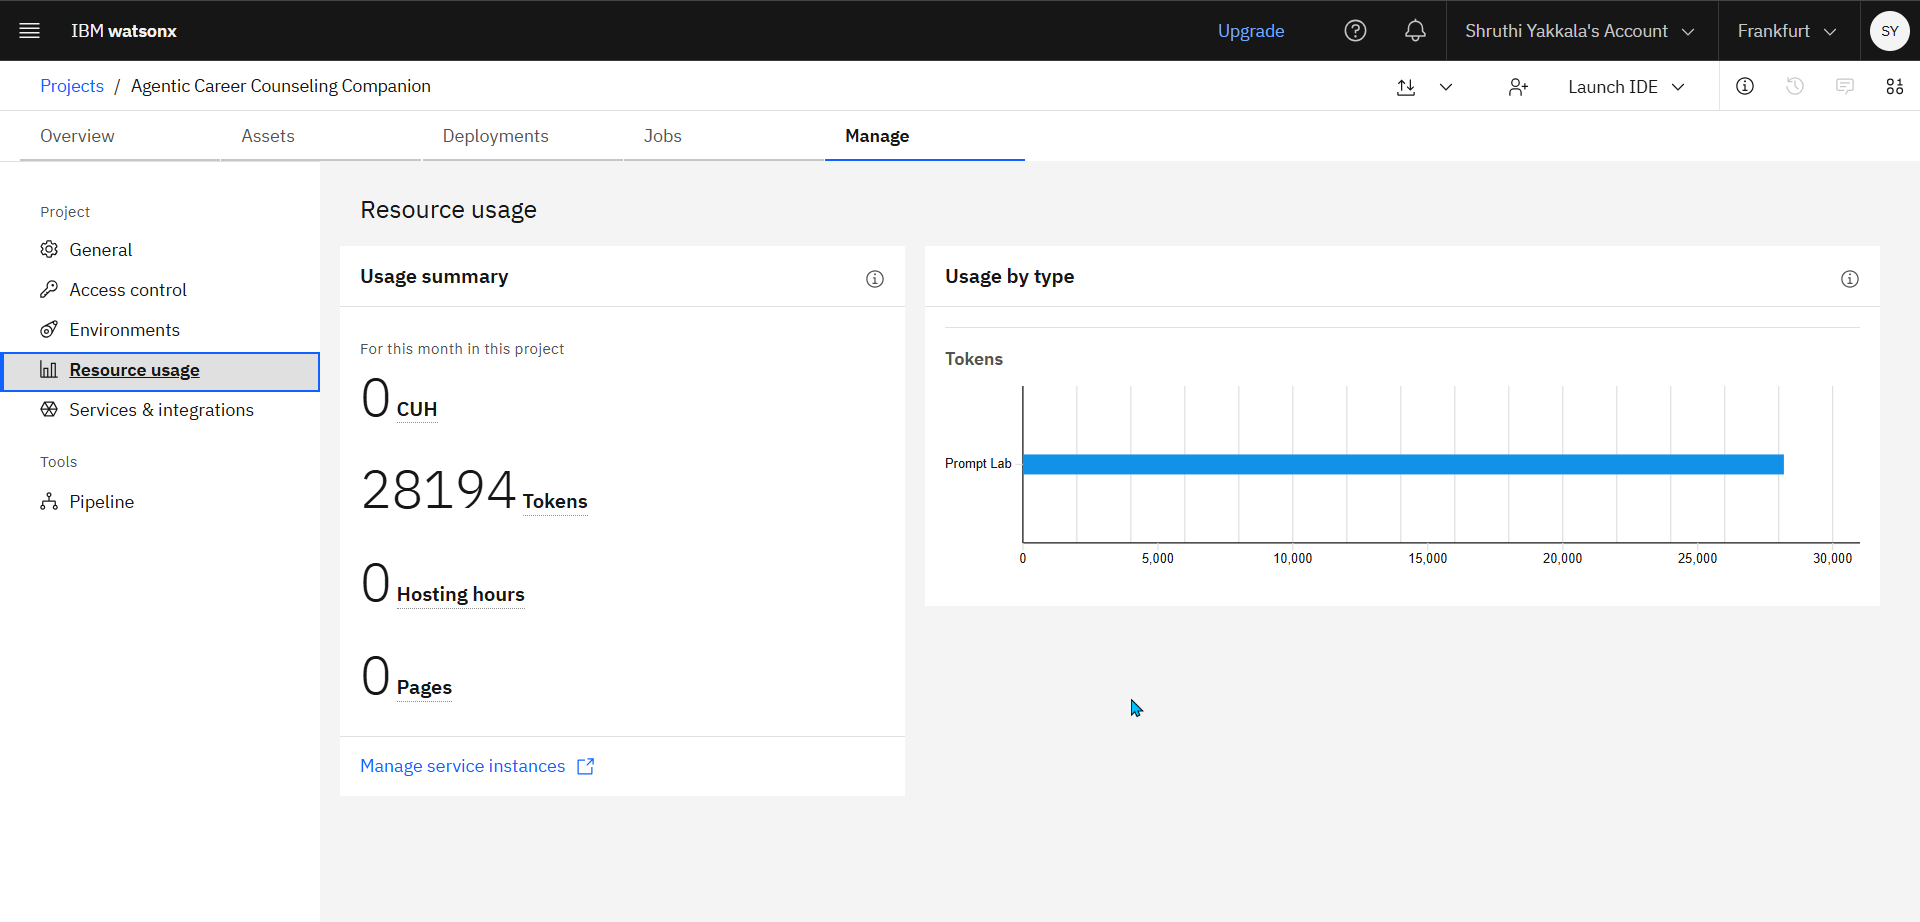 IBM watsonx
Upgrade
Shruthi Yakkala's Account
Frankfurt
SY
Projects / Agentic Career Counseling Companion
Launch IDE
Overview
Assets
Deployments
Jobs
Manage
Project
General
Access control
Environments
Resource usage
Services & integrations
Tools
Pipeline
Resource usage
Usage summary
For this month in this project
0 CUH
28194 Tokens
0 Hosting hours
0 Pages
Manage service instances
Usage by type
Tokens
Prompt Lab
0 5,000 10,000 15,000 20,000 25,000 30,000